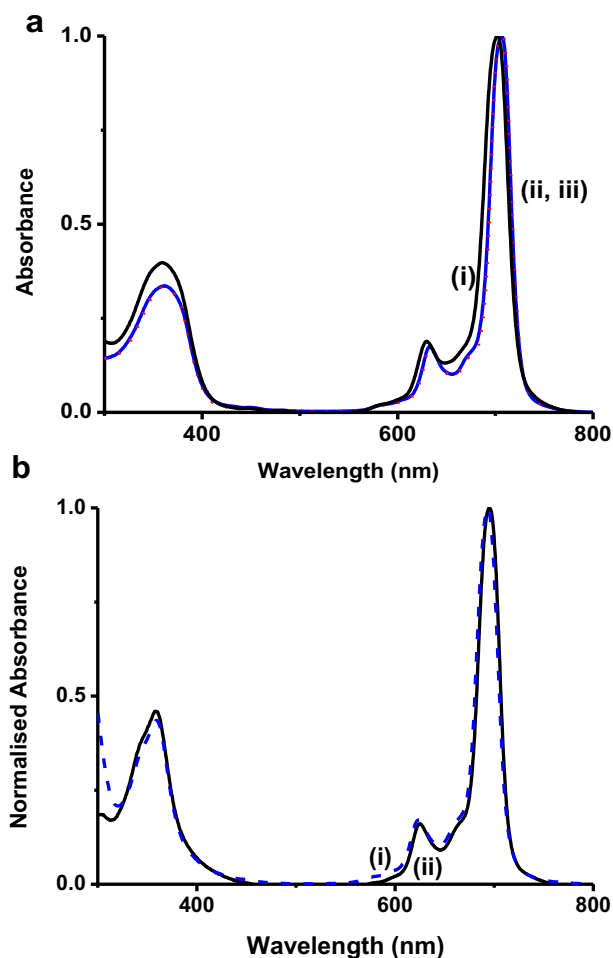 a
1.0
0.5
0.0
Absorbance
(i)
(ii, iii)
400
600
800
Wavelength (nm)
b
1.0
0.5
0.0
Normalised Absorbance
(i)
(ii)
400
600
800
Wavelength (nm)